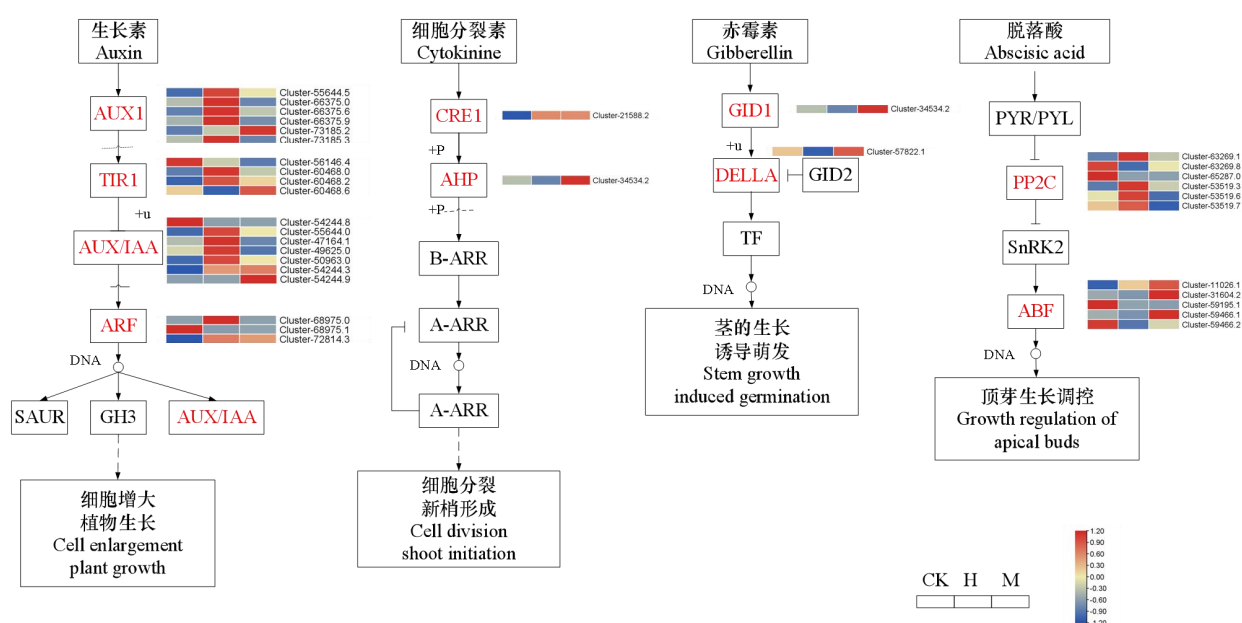 生长素
Auxin
AUX1
Cluster-55644.5
Cluster-66375.0
Cluster-66375.6
Cluster-66375.9
Cluster-73185.2
Cluster-73185.3
TIR1
Cluster-56146.4
Cluster-60468.0
Cluster-60468.2
Cluster-60468.6
+u
AUX/IAA
Cluster-54244.8
Cluster-55644.0
Cluster-47164.1
Cluster-49625.0
Cluster-50963.0
Cluster-54244.3
Cluster-54244.9
ARF
Cluster-68975.0
Cluster-68975.1
Cluster-72814.3
DNA
SAUR
GH3
AUX/IAA
细胞增大
植物生长
Cell enlargement
plant growth
细胞分裂素
Cytokinine
CRE1
Cluster-21588.2
+P
AHP
Cluster-34534.2
+P
B-ARR
A-ARR
DNA
A-ARR
细胞分裂
新梢形成
Cell division
shoot initiation
赤霉素
Gibberellin
GID1
Cluster-34534.2
+u
Cluster-57822.1
DELLA
GID2
TF
DNA
茎的生长
诱导萌发
Stem growth
induced germination
脱落酸
Abscisic acid
PYR/PYL
PP2C
Cluster-63269.1
Cluster-63269.8
Cluster-65287.0
Cluster-53519.3
Cluster-53519.6
Cluster-53519.7
SnRK2
ABF
Cluster-11026.1
Cluster-31604.2
Cluster-59195.1
Cluster-59466.1
Cluster-59466.2
DNA
顶芽生长调控
Growth regulation of
apical buds
CK H M
1.20
0.90
0.60
0.30
0.00
-0.30
-0.60
-0.90
-1.20